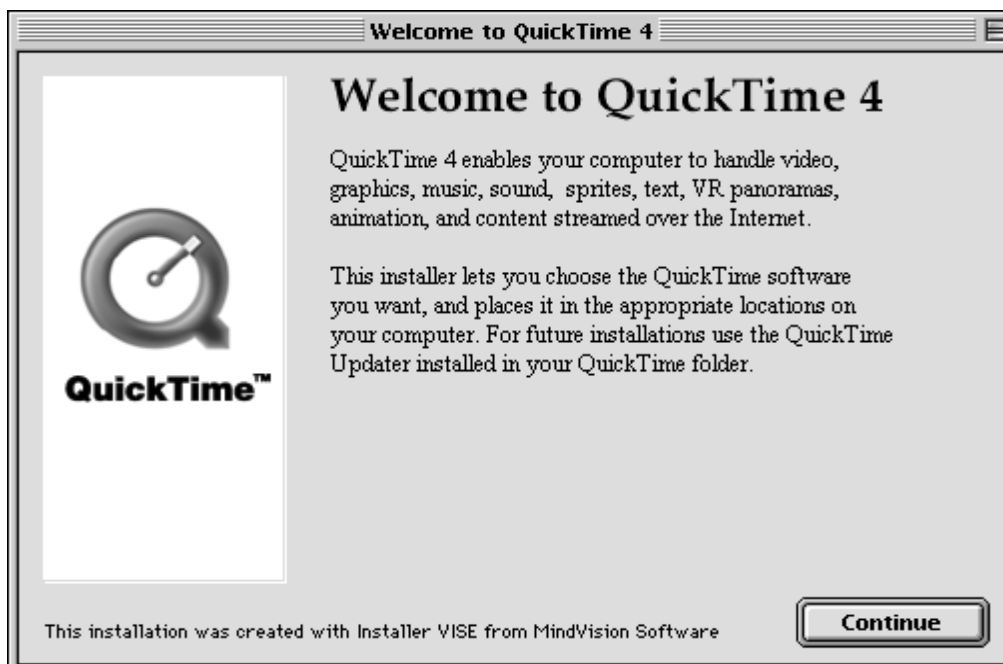 Welcome to QuickTime 4
Welcome to QuickTime 4
QuickTime 4 enables your computer to handle video,
graphics, music, sound,  sprites, text, VR panoramas,
animation, and content streamed over the Internet.
This installer lets you choose the QuickTime software
you want, and places it in the appropriate locations on
your computer. For future installations use the QuickTime
Updater installed in your QuickTime folder.
QuickTime™
This installation was created with Installer VISE from MindVision Software
Continue